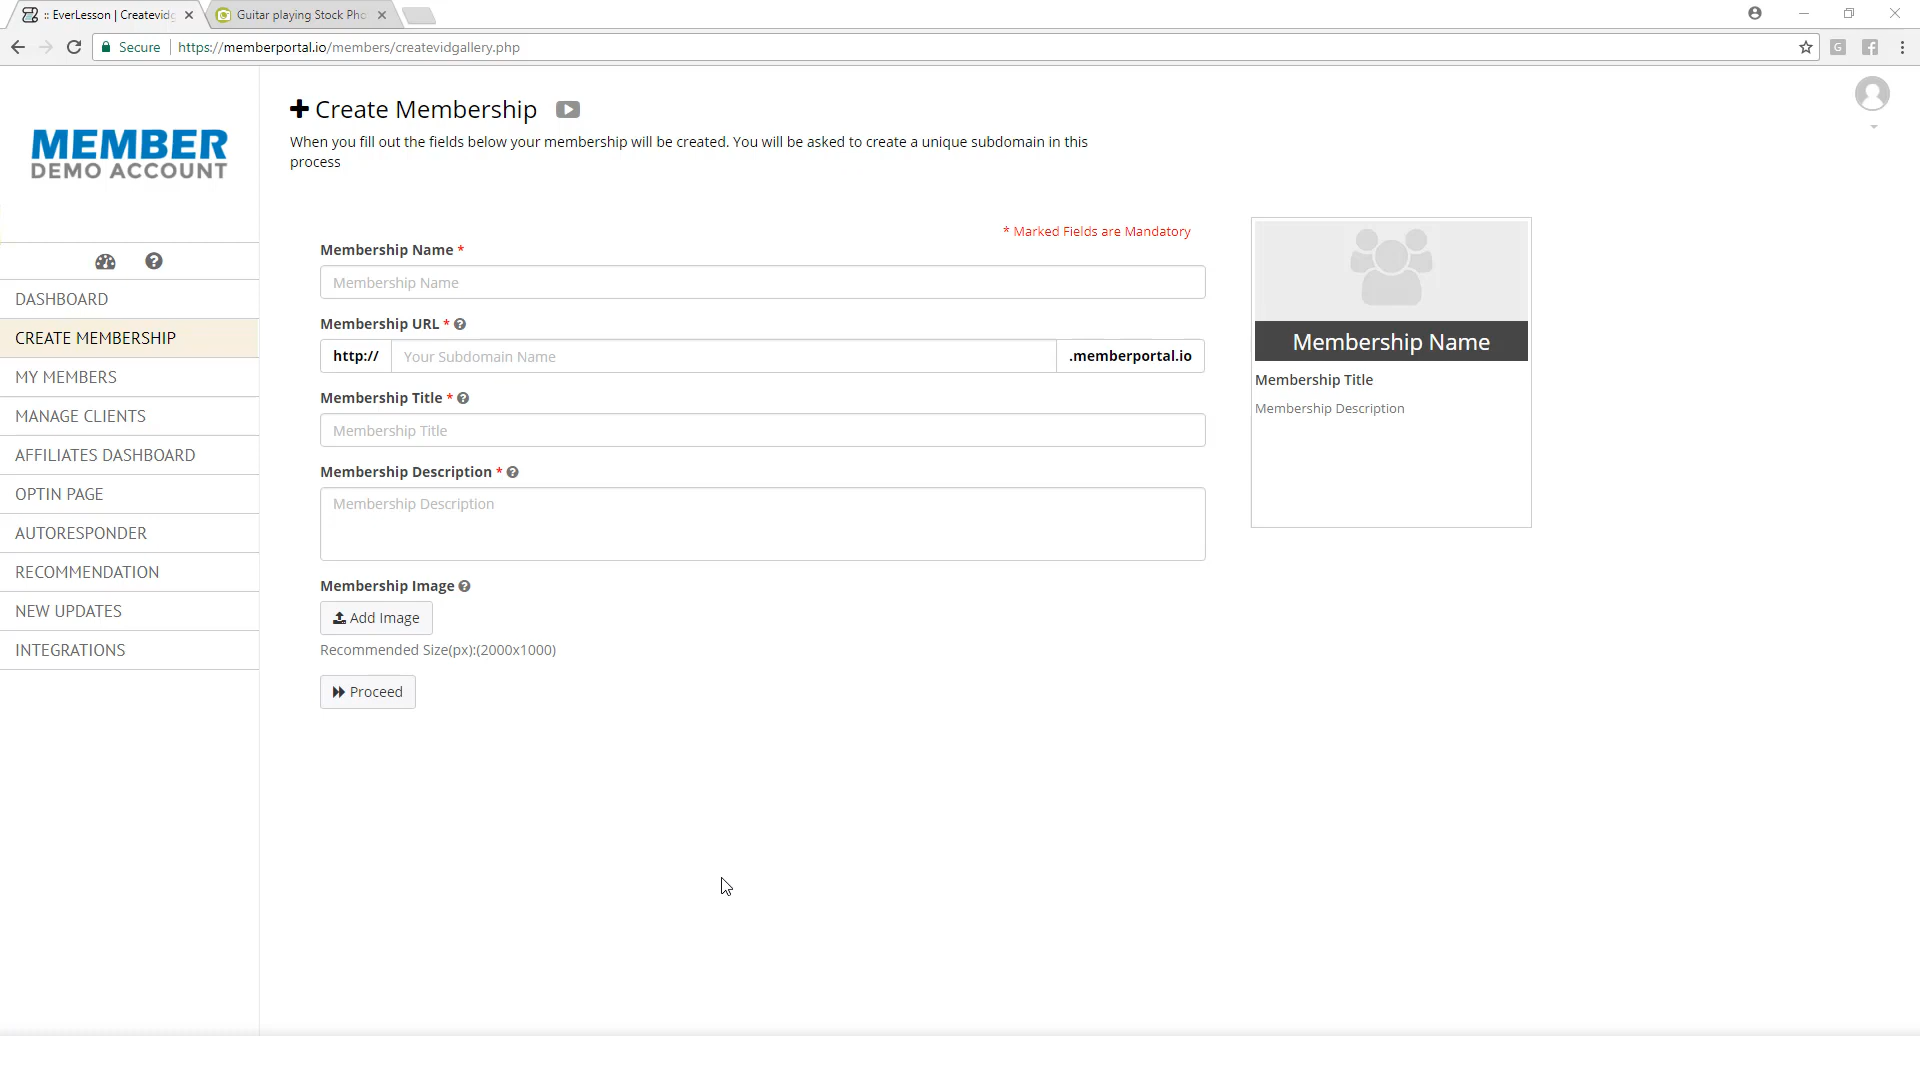 :: EverLesson | Createvidg
Guitar playing Stock Pho
Secure
https://memberportal.io/members/createvidgallery.php
G
MEMBER
DEMO ACCOUNT
DASHBOARD
CREATE MEMBERSHIP
MY MEMBERS
MANAGE CLIENTS
AFFILIATES DASHBOARD
OPTIN PAGE
AUTORESPONDER
RECOMMENDATION
NEW UPDATES
INTEGRATIONS
Create Membership
When you fill out the fields below your membership will be created. You will be asked to create a unique subdomain in this
process
* Marked Fields are Mandatory
Membership Name *
Membership Name
Membership URL *
http:// Your Subdomain Name .memberportal.io
Membership Title *
Membership Title
Membership Description *
Membership Description
Membership Image
Add Image
Recommended Size(px):(2000x1000)
Proceed
Membership Name
Membership Title
Membership Description